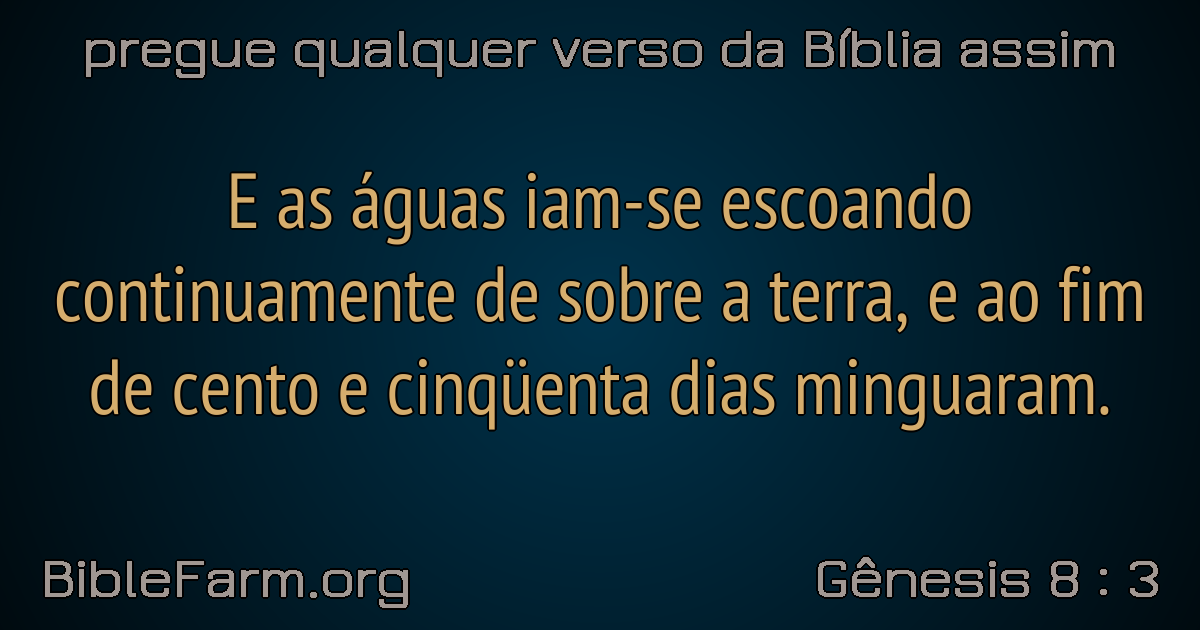 pregue qualquer verso da Bíblia assim
E as águas iam-se escoando
continuamente de sobre a terra, e ao fim
de cento e cinqüenta dias minguaram.
BibleFarm.org
Gênesis 8 : 3